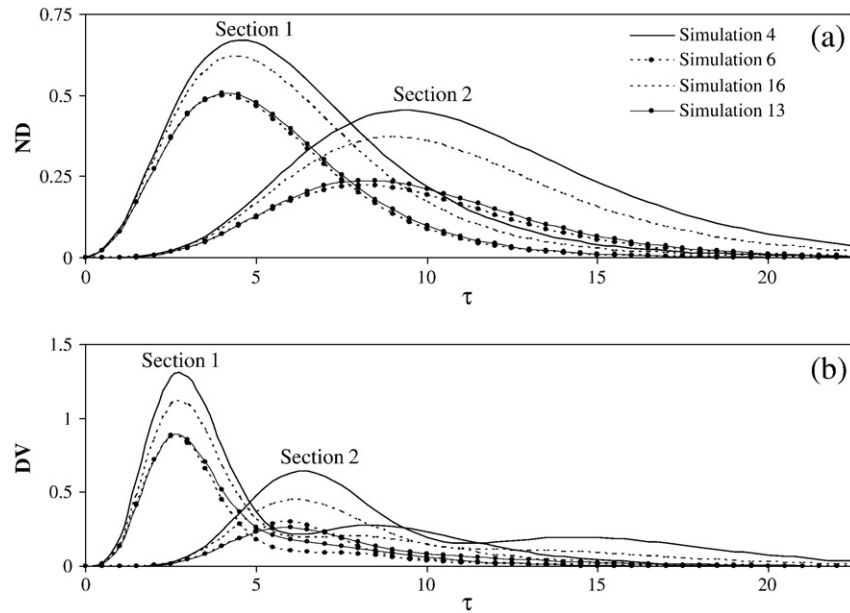 0.75
Section 1
(a)
Simulation 4
Simulation 6
Simulation 16
Simulation 13
0.5
Section 2
ND
0.25
0
0 5 10 15 20
τ
1.5
Section 1
(b)
1
DV
Section 2
0.5
0
0 5 10 15 20
τ